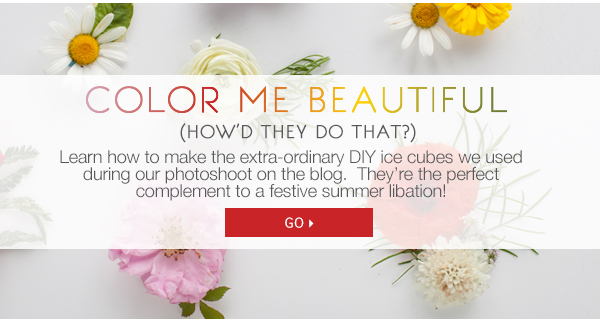 COLOR ME BEAUTIFUL
(HOW'D THEY DO THAT?)
Learn how to make the extra-ordinary DIY ice cubes we used
during our photoshoot on the blog.  They're the perfect
complement to a festive summer libation!
GO